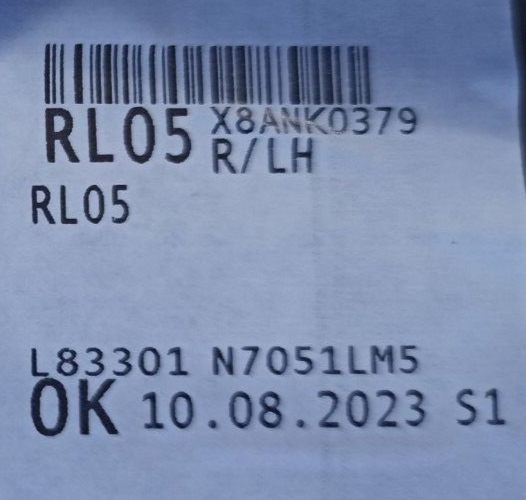 RL05 X8ANK0379
R/LH
RL05
L83301 N7051LM5
OK 10.08.2023 S1